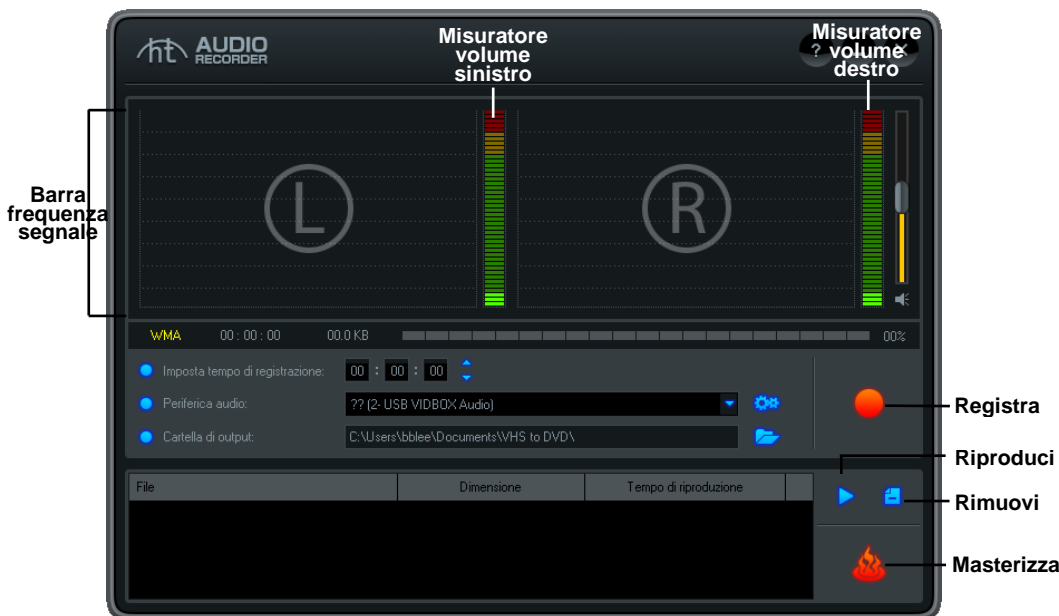 ht AUDIO
RECORDER
Misuratore
volume
sinistro
Misuratore
volume
destro
?
Barra
frequenza
segnale
L
R
WMA 00 : 00 : 00 00.0 KB 00%
Imposta tempo di registrazione: 00 : 00 : 00
Periferica audio: ?? (2- USB VIDBOX Audio)
Cartella di output: C:\Users\bblee\Documents\VHS to DVD\
Registra
Riproduci
File Dimensione Tempo di riproduzione
Rimuovi
Masterizza